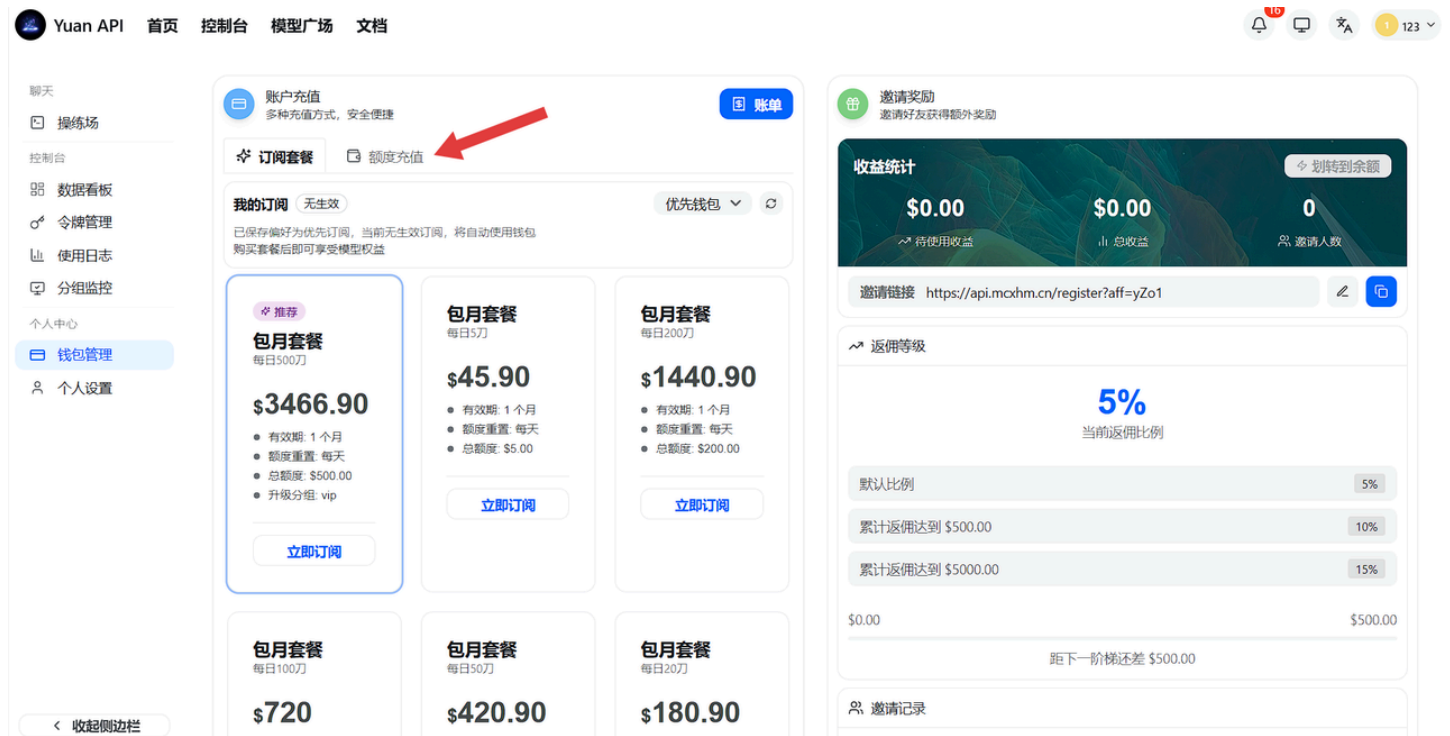 Yuan API 首页 控制台 模型广场 文档
16
1 123
聊天
操练场
控制台
数据看板
令牌管理
使用日志
分组监控
个人中心
钱包管理
个人设置
收起侧边栏
账户充值
多种充值方式，安全便捷
账单
订阅套餐 额度充值
我的订阅 无生效
优先钱包
已保存偏好为优先订阅，当前无生效订阅，将自动使用钱包
购买套餐后即可享受模型权益
推荐
包月套餐
每日500刀
$3466.90
有效期: 1 个月
额度重置: 每天
总额度: $500.00
升级分组: vip
立即订阅
包月套餐
每日5刀
$45.90
有效期: 1 个月
额度重置: 每天
总额度: $5.00
立即订阅
包月套餐
每日200刀
$1440.90
有效期: 1 个月
额度重置: 每天
总额度: $200.00
立即订阅
包月套餐
每日100刀
$720
包月套餐
每日50刀
$420.90
包月套餐
每日20刀
$180.90
邀请奖励
邀请好友获得额外奖励
收益统计
划转到余额
$0.00 $0.00 0
待使用收益 总收益 邀请人数
邀请链接 https://api.mcxhm.cn/register?aff=yZo1
返佣等级
5%
当前返佣比例
默认比例 5%
累计返佣达到 $500.00 10%
累计返佣达到 $5000.00 15%
$0.00 $500.00
距下一阶梯还差 $500.00
邀请记录